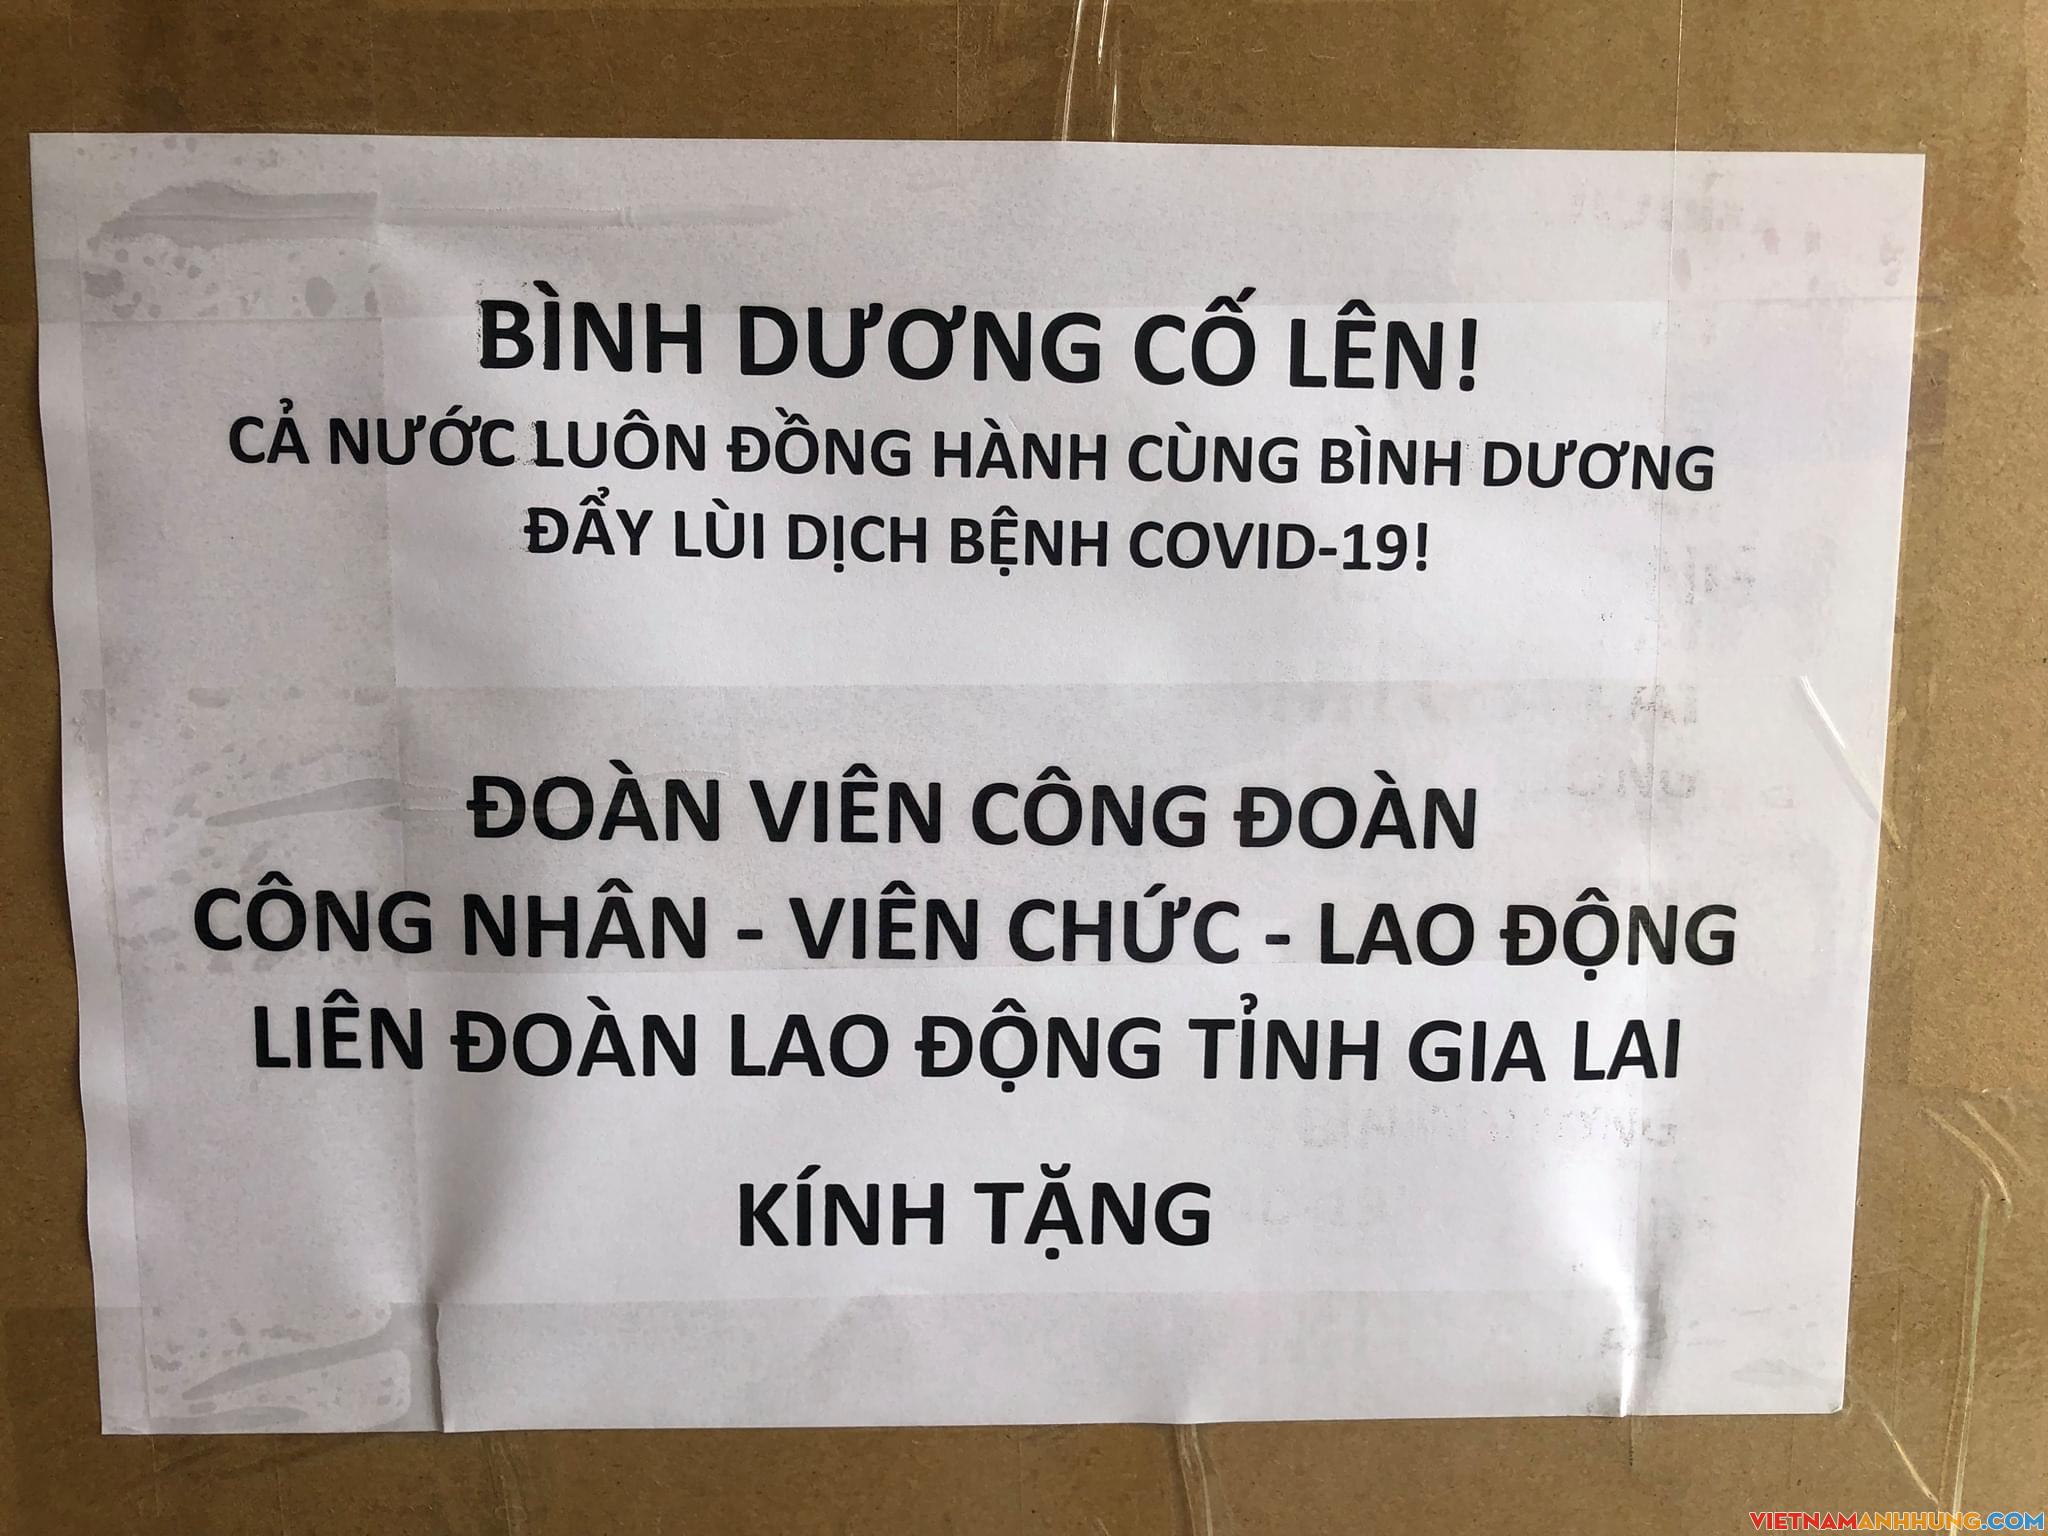 BÌNH DƯƠNG CỐ LÊN!
CẢ NƯỚC LUÔN ĐỒNG HÀNH CÙNG BÌNH DƯƠNG
ĐẨY LÙI DỊCH BỆNH COVID-19!
ĐOÀN VIÊN CÔNG ĐOÀN
CÔNG NHÂN - VIÊN CHỨC - LAO ĐỘNG
LIÊN ĐOÀN LAO ĐỘNG TỈNH GIA LAI
KÍNH TẶNG
VIETNAMANHHUNG.COM